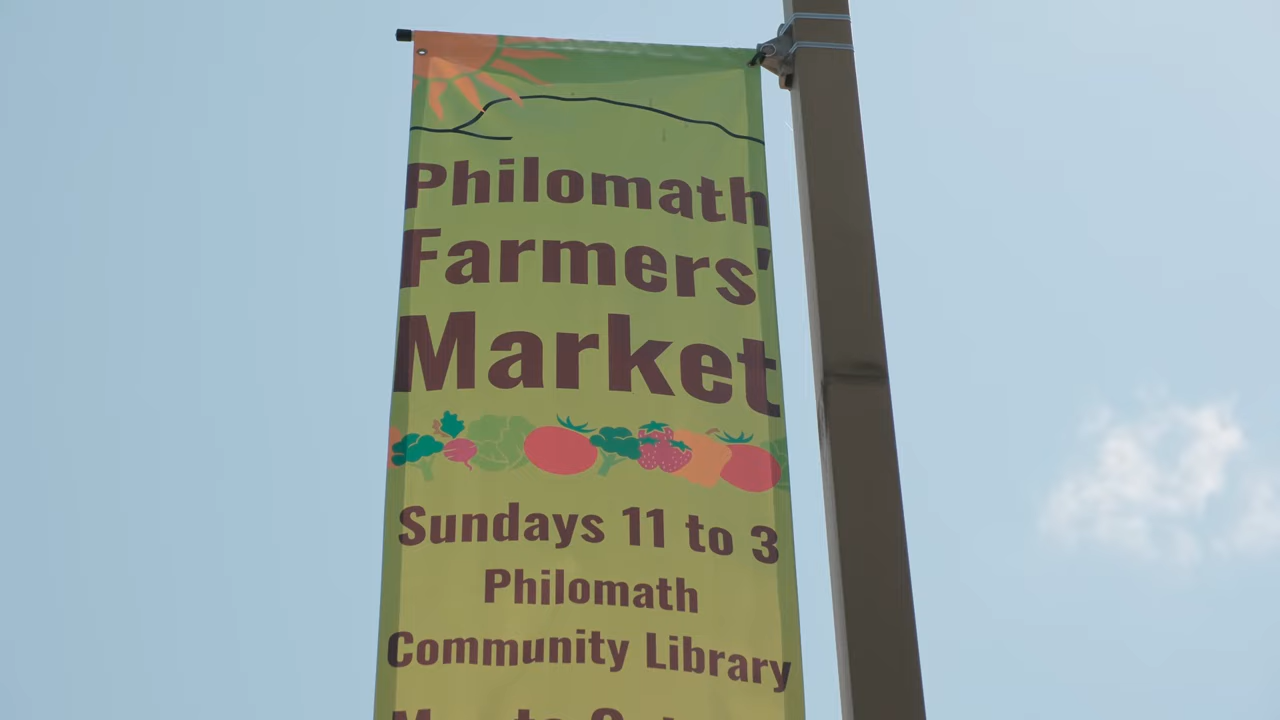 Philomath
Farmers'
Market
Sundays 11 to 3
Philomath
Community Library